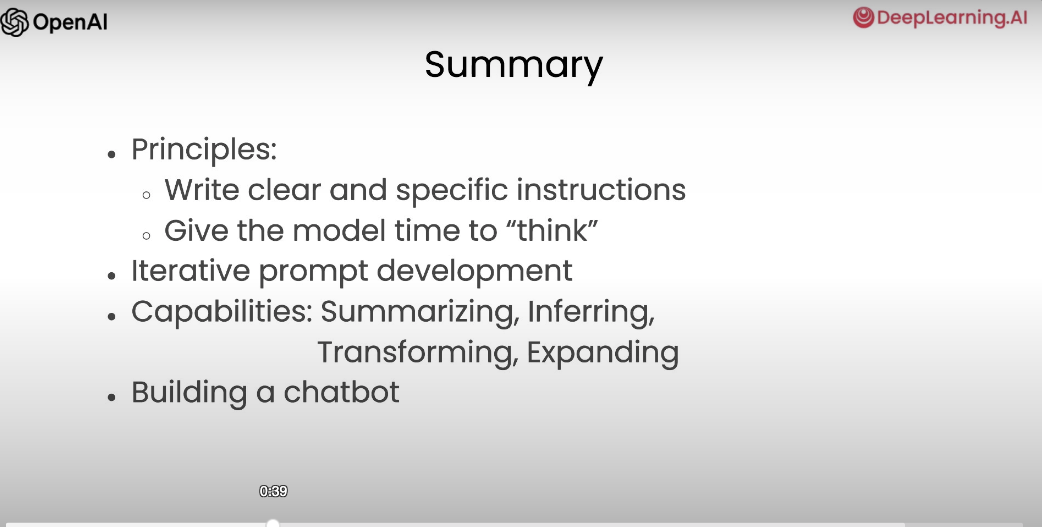 OpenAI
DeepLearning.AI
Summary
• Principles:
◦ Write clear and specific instructions
◦ Give the model time to “think”
• Iterative prompt development
• Capabilities: Summarizing, Inferring,
Transforming, Expanding
• Building a chatbot
0:39